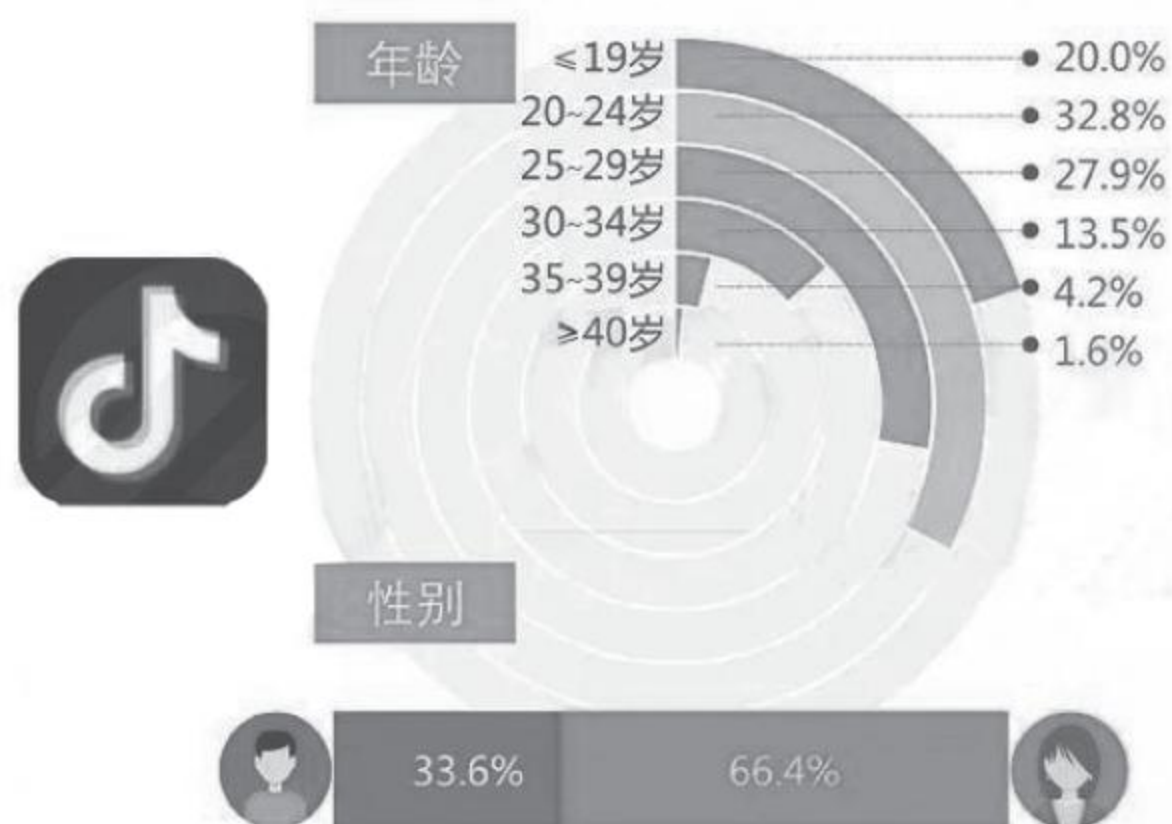 年龄
≤19岁 20.0%
20~24岁 32.8%
25~29岁 27.9%
30~34岁 13.5%
35~39岁 4.2%
≥40岁 1.6%
性别
33.6% 66.4%